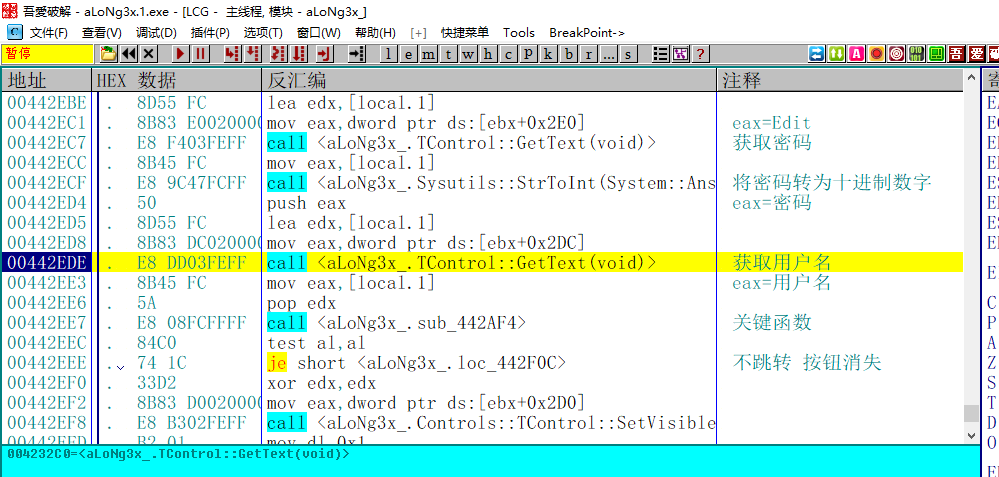 吾愛破解 - aLoNg3x.1.exe - [LCG - 主线程, 模块 - aLoNg3x_]
C 文件(F) 查看(V) 调试(D) 插件(P) 选项(T) 窗口(W) 帮助(H) [+] 快捷菜单 Tools BreakPoint->
暂停 l e m t w h c p k b r ... s ? A 吾 爱
地址 HEX 数据 反汇编 注释
00442EBE . 8D55 FC lea edx,[local.1]
00442EC1 . 8B83 E0020000 mov eax,dword ptr ds:[ebx+0x2E0] eax=Edit
00442EC7 . E8 F403FEFF call <aLoNg3x_.TControl::GetText(void)> 获取密码
00442ECC . 8B45 FC mov eax,[local.1]
00442ECF . E8 9C47FCFF call <aLoNg3x_.Sysutils::StrToInt(System::Ans 将密码转为十进制数字
00442ED4 . 50 push eax eax=密码
00442ED5 . 8D55 FC lea edx,[local.1]
00442ED8 . 8B83 DC020000 mov eax,dword ptr ds:[ebx+0x2DC]
00442EDE . E8 DD03FEFF call <aLoNg3x_.TControl::GetText(void)> 获取用户名
00442EE3 . 8B45 FC mov eax,[local.1] eax=用户名
00442EE6 . 5A pop edx
00442EE7 . E8 08FCFFFF call <aLoNg3x_.sub_442AF4> 关键函数
00442EEC . 84C0 test al,al
00442EEE . 74 1C je short <aLoNg3x_.loc_442F0C> 不跳转 按钮消失
00442EF0 . 33D2 xor edx,edx
00442EF2 . 8B83 D0020000 mov eax,dword ptr ds:[ebx+0x2D0]
00442EF8 . E8 B302FEFF call <aLoNg3x_.Controls::TControl::SetVisible
00442EFD . B2 01 mov dl,0x1
004232C0=<aLoNg3x_.TControl::GetText(void)>